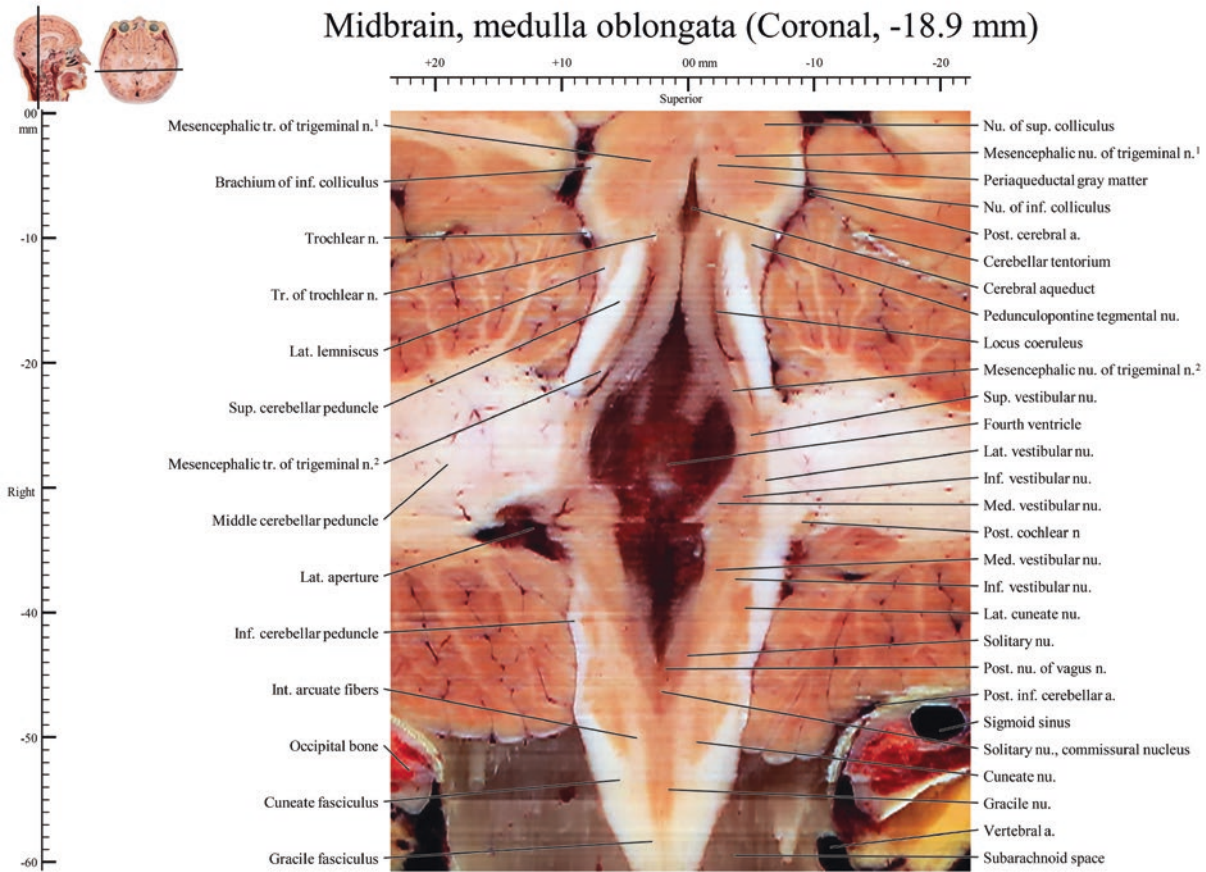 Midbrain, medulla oblongata (Coronal, -18.9 mm)
+20 +10 00 mm -10 -20
Superior
00
mm
-10
-20
Right
-40
-50
-60
Mesencephalic tr. of trigeminal n.¹
Brachium of inf. colliculus
Trochlear n.
Tr. of trochlear n.
Lat. lemniscus
Sup. cerebellar peduncle
Mesencephalic tr. of trigeminal n.²
Middle cerebellar peduncle
Lat. aperture
Inf. cerebellar peduncle
Int. arcuate fibers
Occipital bone
Cuneate fasciculus
Gracile fasciculus
Nu. of sup. colliculus
Mesencephalic nu. of trigeminal n.¹
Periaqueductal gray matter
Nu. of inf. colliculus
Post. cerebral a.
Cerebellar tentorium
Cerebral aqueduct
Pedunculopontine tegmental nu.
Locus coeruleus
Mesencephalic nu. of trigeminal n.²
Sup. vestibular nu.
Fourth ventricle
Lat. vestibular nu.
Inf. vestibular nu.
Med. vestibular nu.
Post. cochlear n
Med. vestibular nu.
Inf. vestibular nu.
Lat. cuneate nu.
Solitary nu.
Post. nu. of vagus n.
Post. inf. cerebellar a.
Sigmoid sinus
Solitary nu., commissural nucleus
Cuneate nu.
Gracile nu.
Vertebral a.
Subarachnoid space